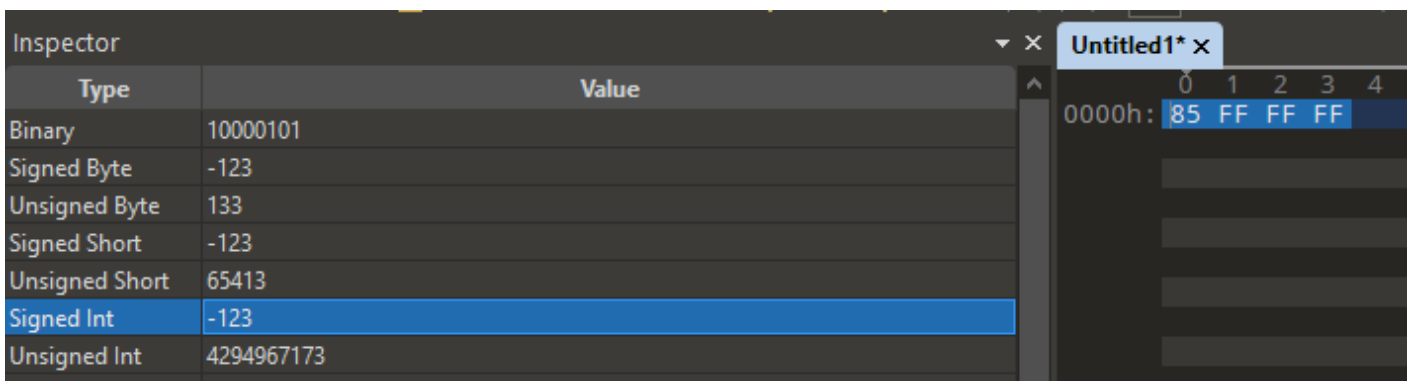 Inspector
Type Value
Binary 10000101
Signed Byte -123
Unsigned Byte 133
Signed Short -123
Unsigned Short 65413
Signed Int -123
Unsigned Int 4294967173
Untitled1*
0 1 2 3 4
0000h: 85 FF FF FF